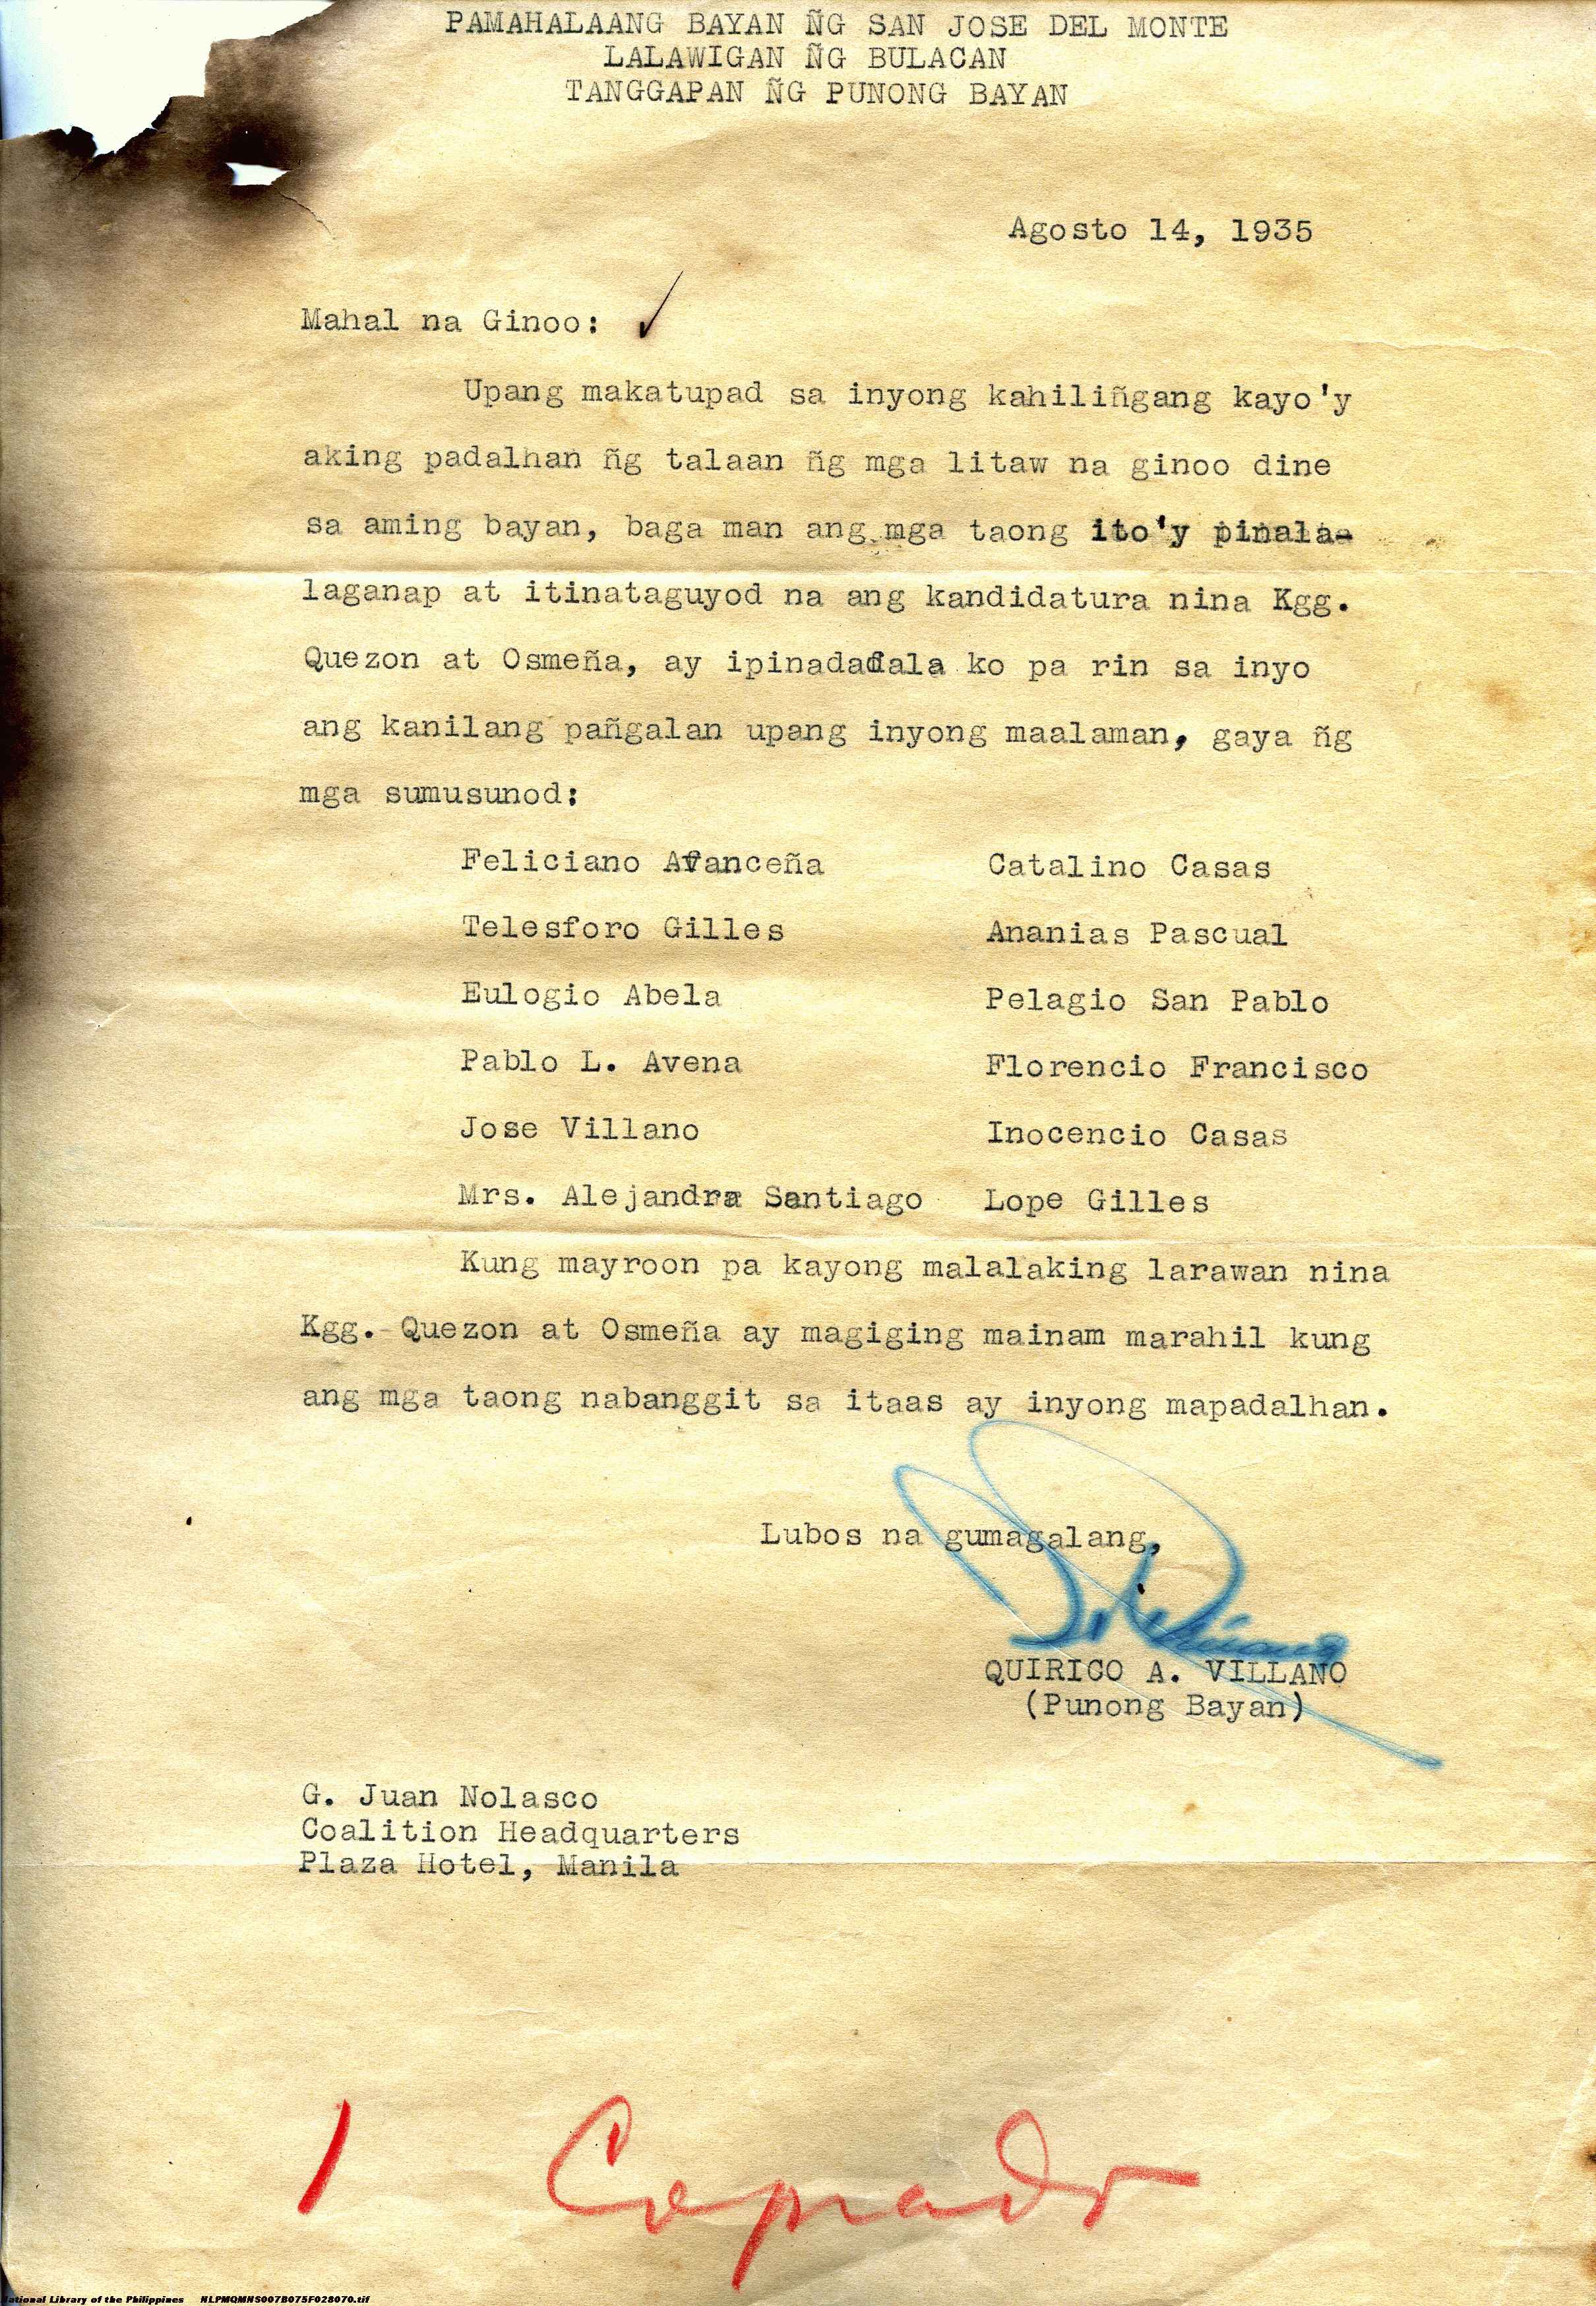 PAMAHALAANG BAYAN ÑG SAN JOSE DEL MONTE
LALAWIGAN ÑG BULACAN
TANGGAPAN ÑG PUNONG BAYAN
Agosto 14, 1935
Mahal na Ginoo:
Upang makatupad sa inyong kahiliñgang kayo'y
aking padalhan ñg talaan ñg mga litaw na ginoo dine
sa aming bayan, baga man ang mga taong ito'y pinala-
laganap at itinataguyod na ang kandidatura nina Kgg.
Quezon at Osmeña, ay ipinadadala ko pa rin sa inyo
ang kanilang pañgalan upang inyong maalaman, gaya ñg
mga sumusunod:
Feliciano Avanceña Catalino Casas
Telesforo Gilles Ananias Pascual
Eulogio Abela Pelagio San Pablo
Pablo L. Avena Florencio Francisco
Jose Villano Inocencio Casas
Mrs. Alejandra Santiago Lope Gilles
Kung mayroon pa kayong malalaking larawan nina
Kgg. Quezon at Osmeña ay magiging mainam marahil kung
ang mga taong nabanggit sa itaas ay inyong mapadalhan.
Lubos na gumagalang,
QUIRICO A. VILLANO
(Punong Bayan)
G. Juan Nolasco
Coalition Headquarters
Plaza Hotel, Manila
1 Copiado
National Library of the Philippines NLPMQMNS007B075F028070.tif